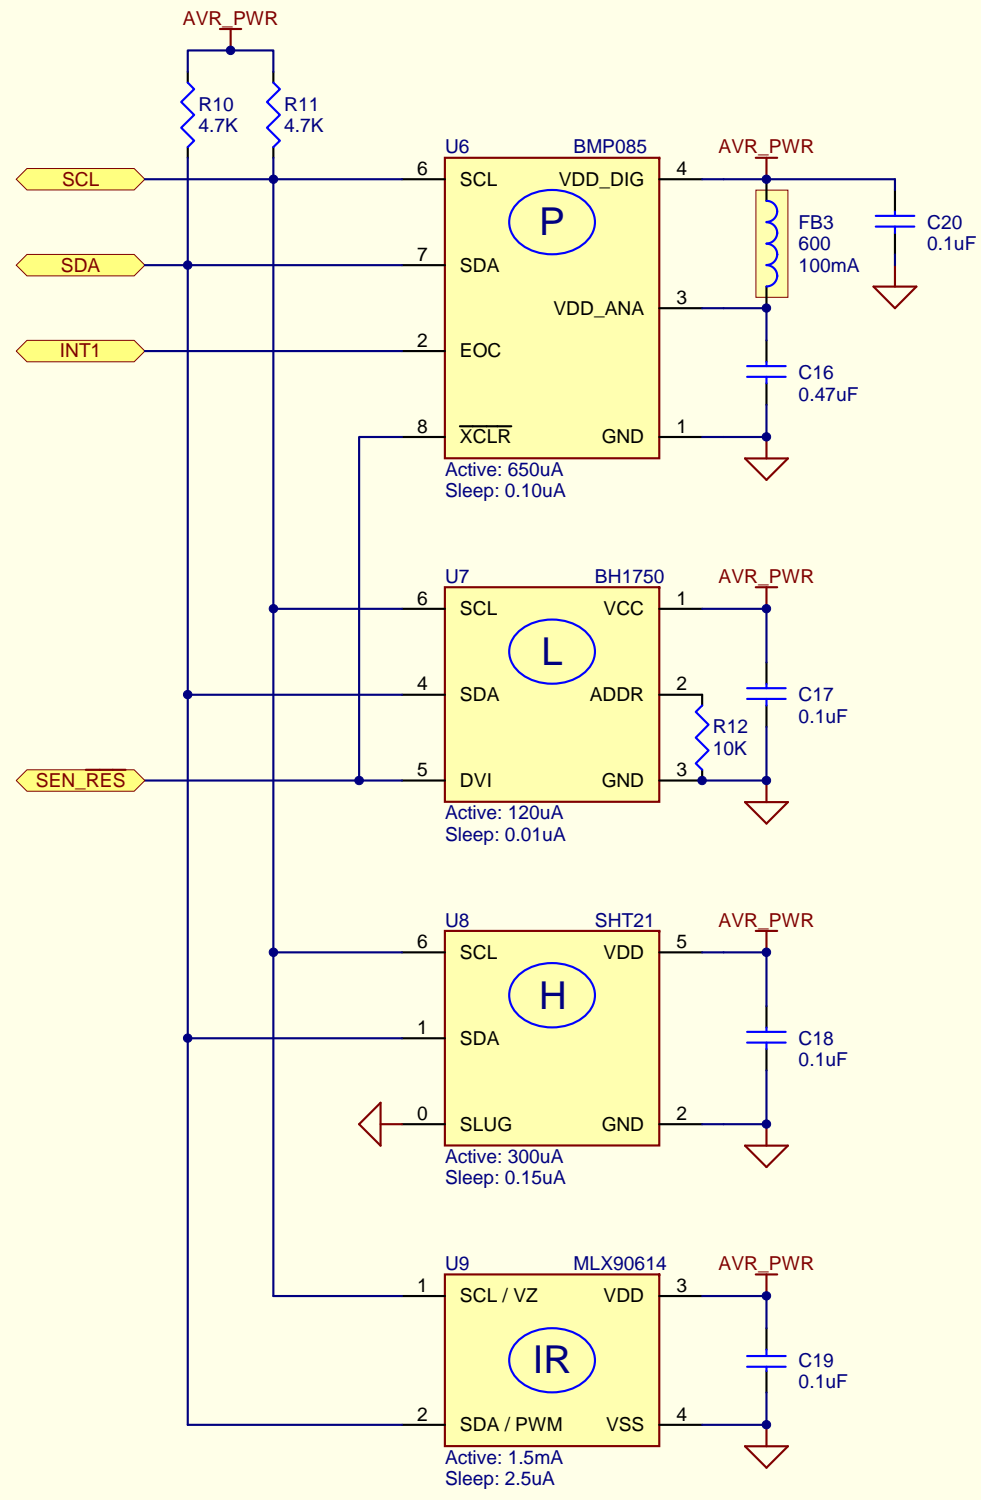 AVR_PWR
R10
4.7K
R11
4.7K
SCL
SDA
INT1
SEN_RES
U6 BMP085
6 SCL VDD_DIG 4
P
7 SDA
VDD_ANA 3
2 EOC
8 XCLR GND 1
Active: 650uA
Sleep: 0.10uA
AVR_PWR
FB3
600
100mA
C20
0.1uF
C16
0.47uF
U7 BH1750
6 SCL VCC 1
L
4 SDA ADDR 2
5 DVI GND 3
Active: 120uA
Sleep: 0.01uA
AVR_PWR
R12
10K
C17
0.1uF
U8 SHT21
6 SCL VDD 5
H
1 SDA
0 SLUG GND 2
Active: 300uA
Sleep: 0.15uA
AVR_PWR
C18
0.1uF
U9 MLX90614
1 SCL / VZ VDD 3
IR
2 SDA / PWM VSS 4
Active: 1.5mA
Sleep: 2.5uA
AVR_PWR
C19
0.1uF